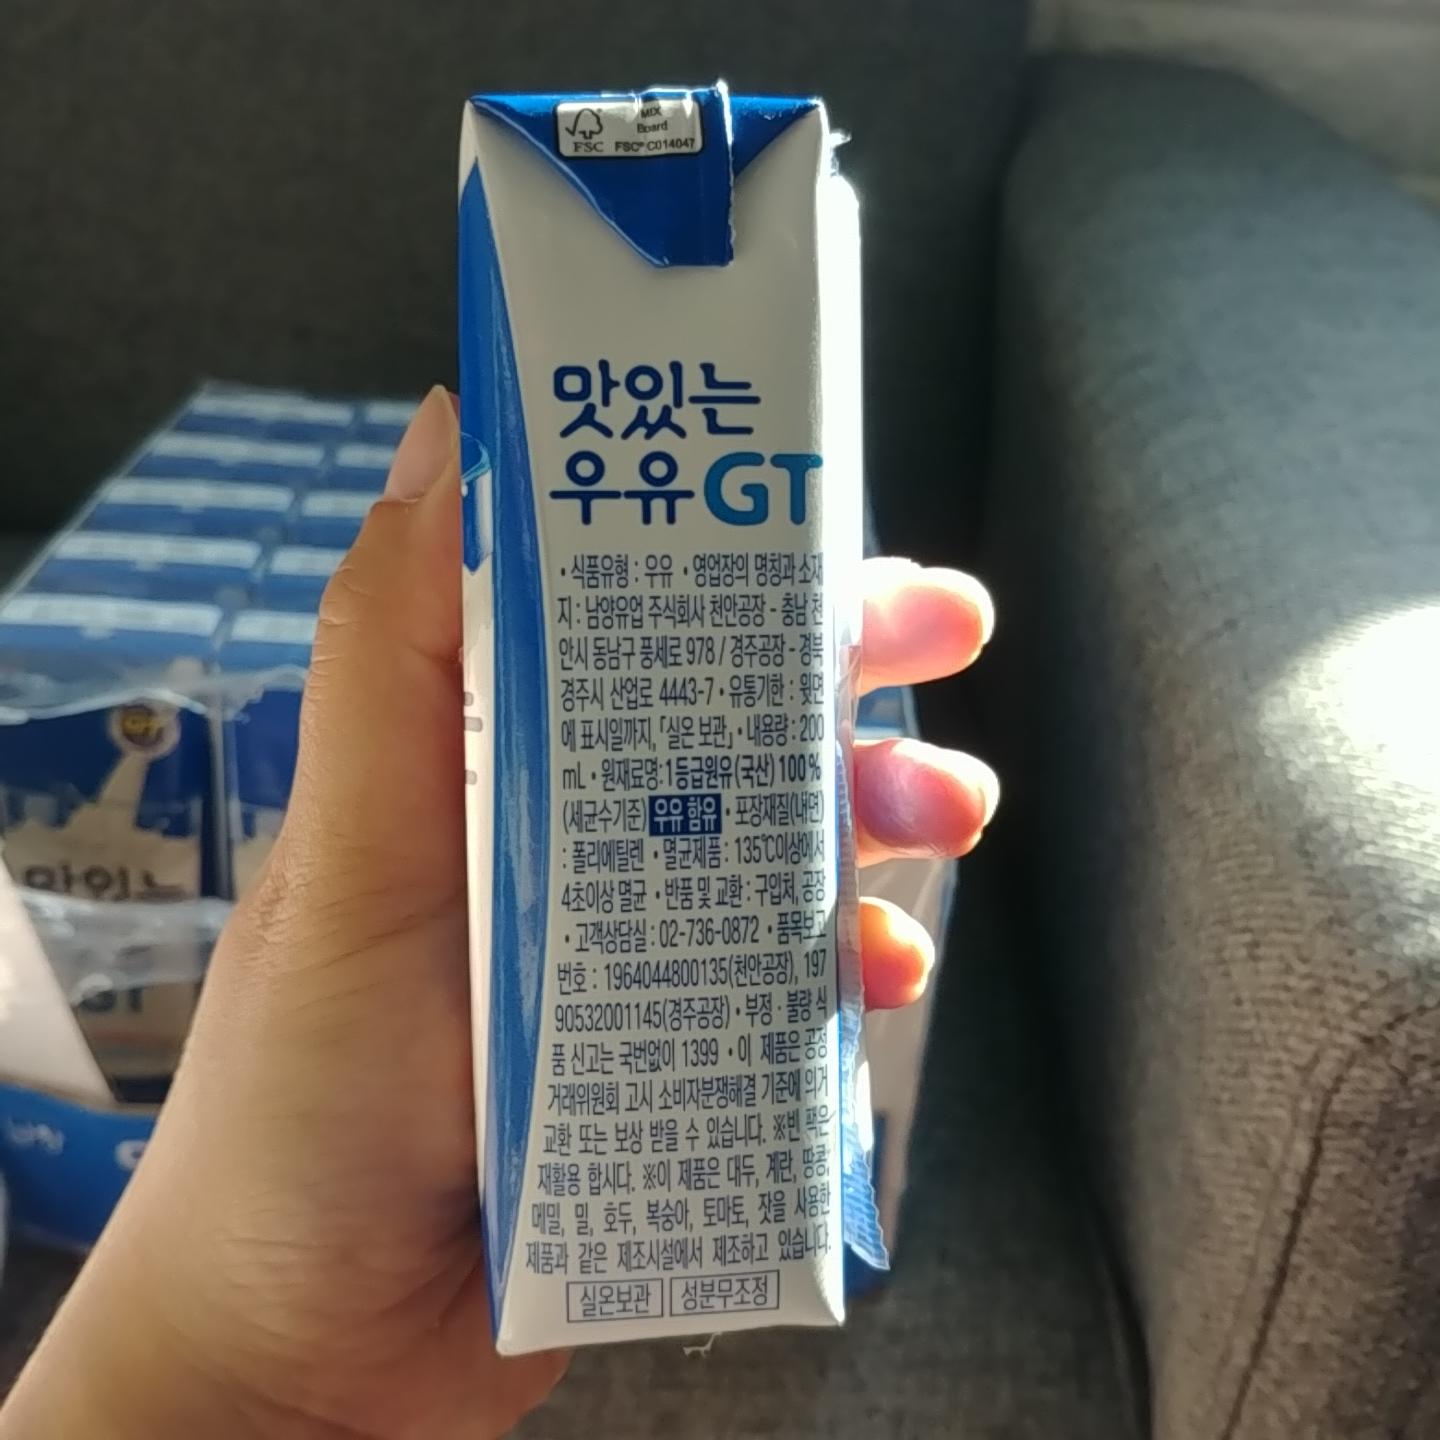 MIX
Board
FSC
FSC® C014047
맛있는
우유GT
• 식품유형 : 우유 • 영업장의 명칭과 소재
지 : 남양유업 주식회사 천안공장 - 충남 천
안시 동남구 풍세로 978 / 경주공장 - 경북
경주시 산업로 4443-7 • 유통기한 : 윗면
에 표시일까지, 「실온 보관」 • 내용량 : 200
mL • 원재료명:1등급원유(국산) 100%
(세균수기준) 우유 함유 • 포장재질(내면)
: 폴리에틸렌 • 멸균제품 : 135℃이상에서
4초이상 멸균 • 반품 및 교환 : 구입처, 공장
• 고객상담실 : 02-736-0872 • 품목보고
번호 : 1964044800135(천안공장), 197
90532001145(경주공장) • 부정 · 불량 식
품 신고는 국번없이 1399 • 이 제품은 공정
거래위원회 고시 소비자분쟁해결 기준에 의거
교환 또는 보상 받을 수 있습니다. ※빈 팩은
재활용 합시다. ※이 제품은 대두, 계란, 땅콩,
메밀, 밀, 호두, 복숭아, 토마토, 잣을 사용한
제품과 같은 제조시설에서 제조하고 있습니다.
실온보관 성분무조정
GT
맛있는
GT